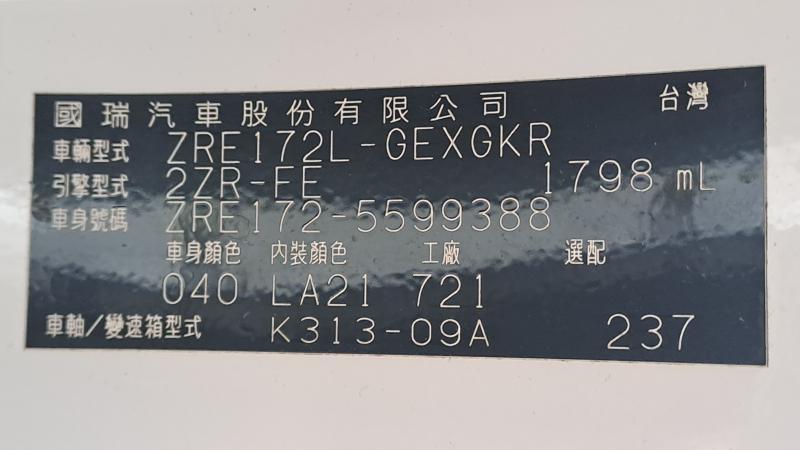 國瑞汽車股份有限公司 台灣
車輛型式 ZRE172L-GEXGKR
引擎型式 2ZR-FE 1798 mL
車身號碼 ZRE172-5599388
車身顏色 內裝顏色 工廠 選配
040 LA21 721
車軸/變速箱型式 K313-09A 237